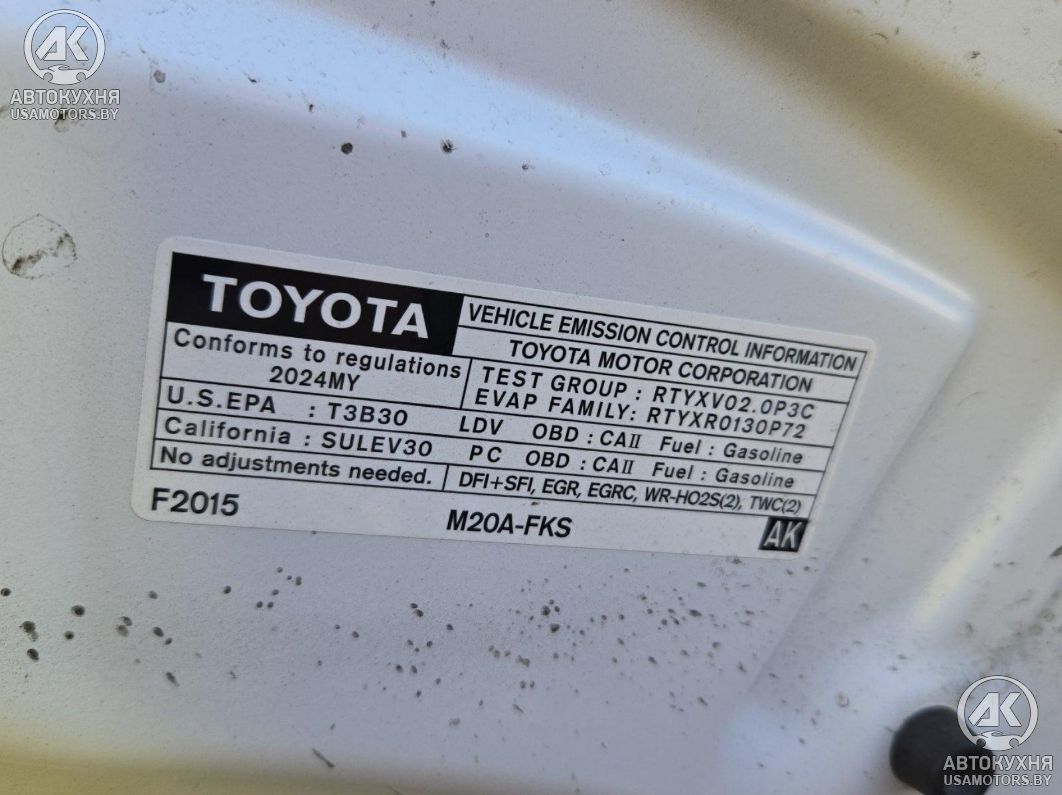 AK
АВТОКУХНЯ
USAMOTORS.BY
TOYOTA
VEHICLE EMISSION CONTROL INFORMATION
TOYOTA MOTOR CORPORATION
Conforms to regulations
2024MY
TEST GROUP : RTYXV02.0P3C
EVAP FAMILY: RTYXR0130P72
U.S.EPA : T3B30 LDV OBD : CAII Fuel : Gasoline
California : SULEV30 PC OBD : CAII Fuel : Gasoline
No adjustments needed. DFI+SFI, EGR, EGRC, WR-HO2S(2), TWC(2)
F2015 M20A-FKS AK
AK
АВТОКУХНЯ
USAMOTORS.BY